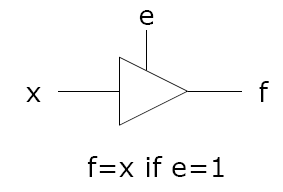 e
x
f
f=x if e=1